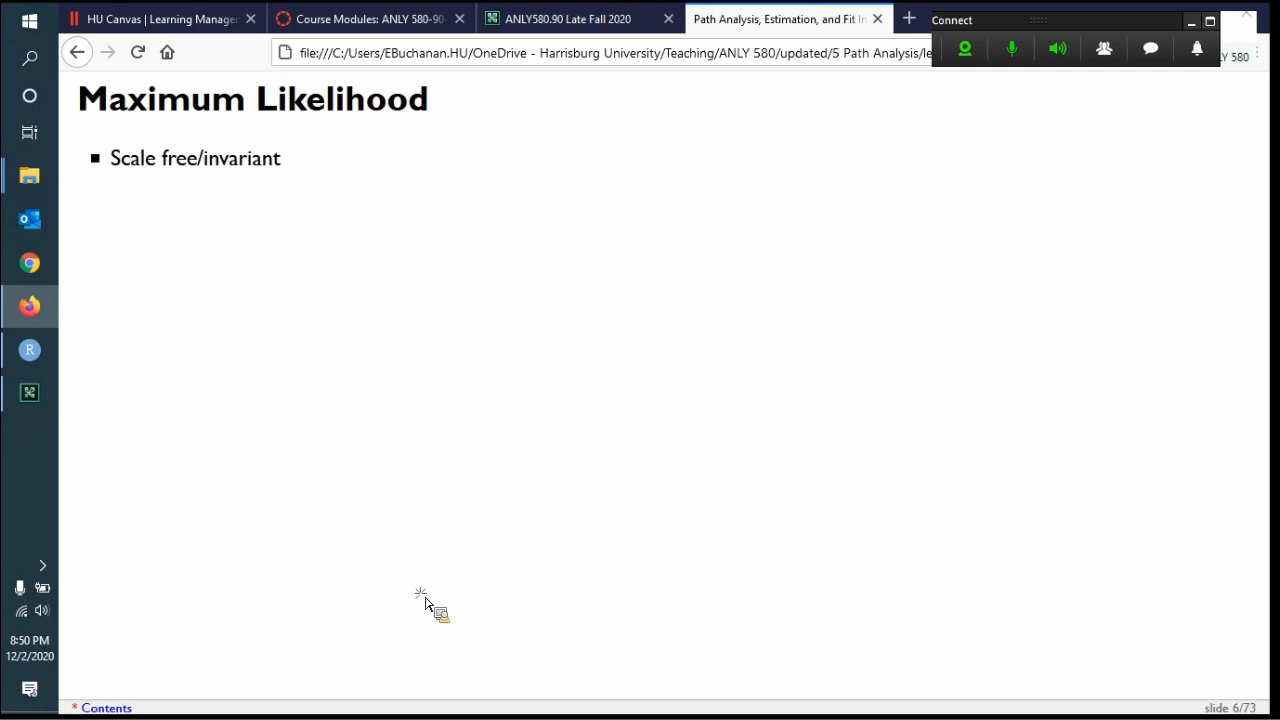 HU Canvas | Learning Manager
Course Modules: ANLY 580-90-
ANLY580.90 Late Fall 2020
Path Analysis, Estimation, and Fit In
Connect
file:///C:/Users/EBuchanan.HU/OneDrive - Harrisburg University/Teaching/ANLY 580/updated/5 Path Analysis/le
LY 580
Maximum Likelihood
Scale free/invariant
8:50 PM
12/2/2020
* Contents
slide 6/73